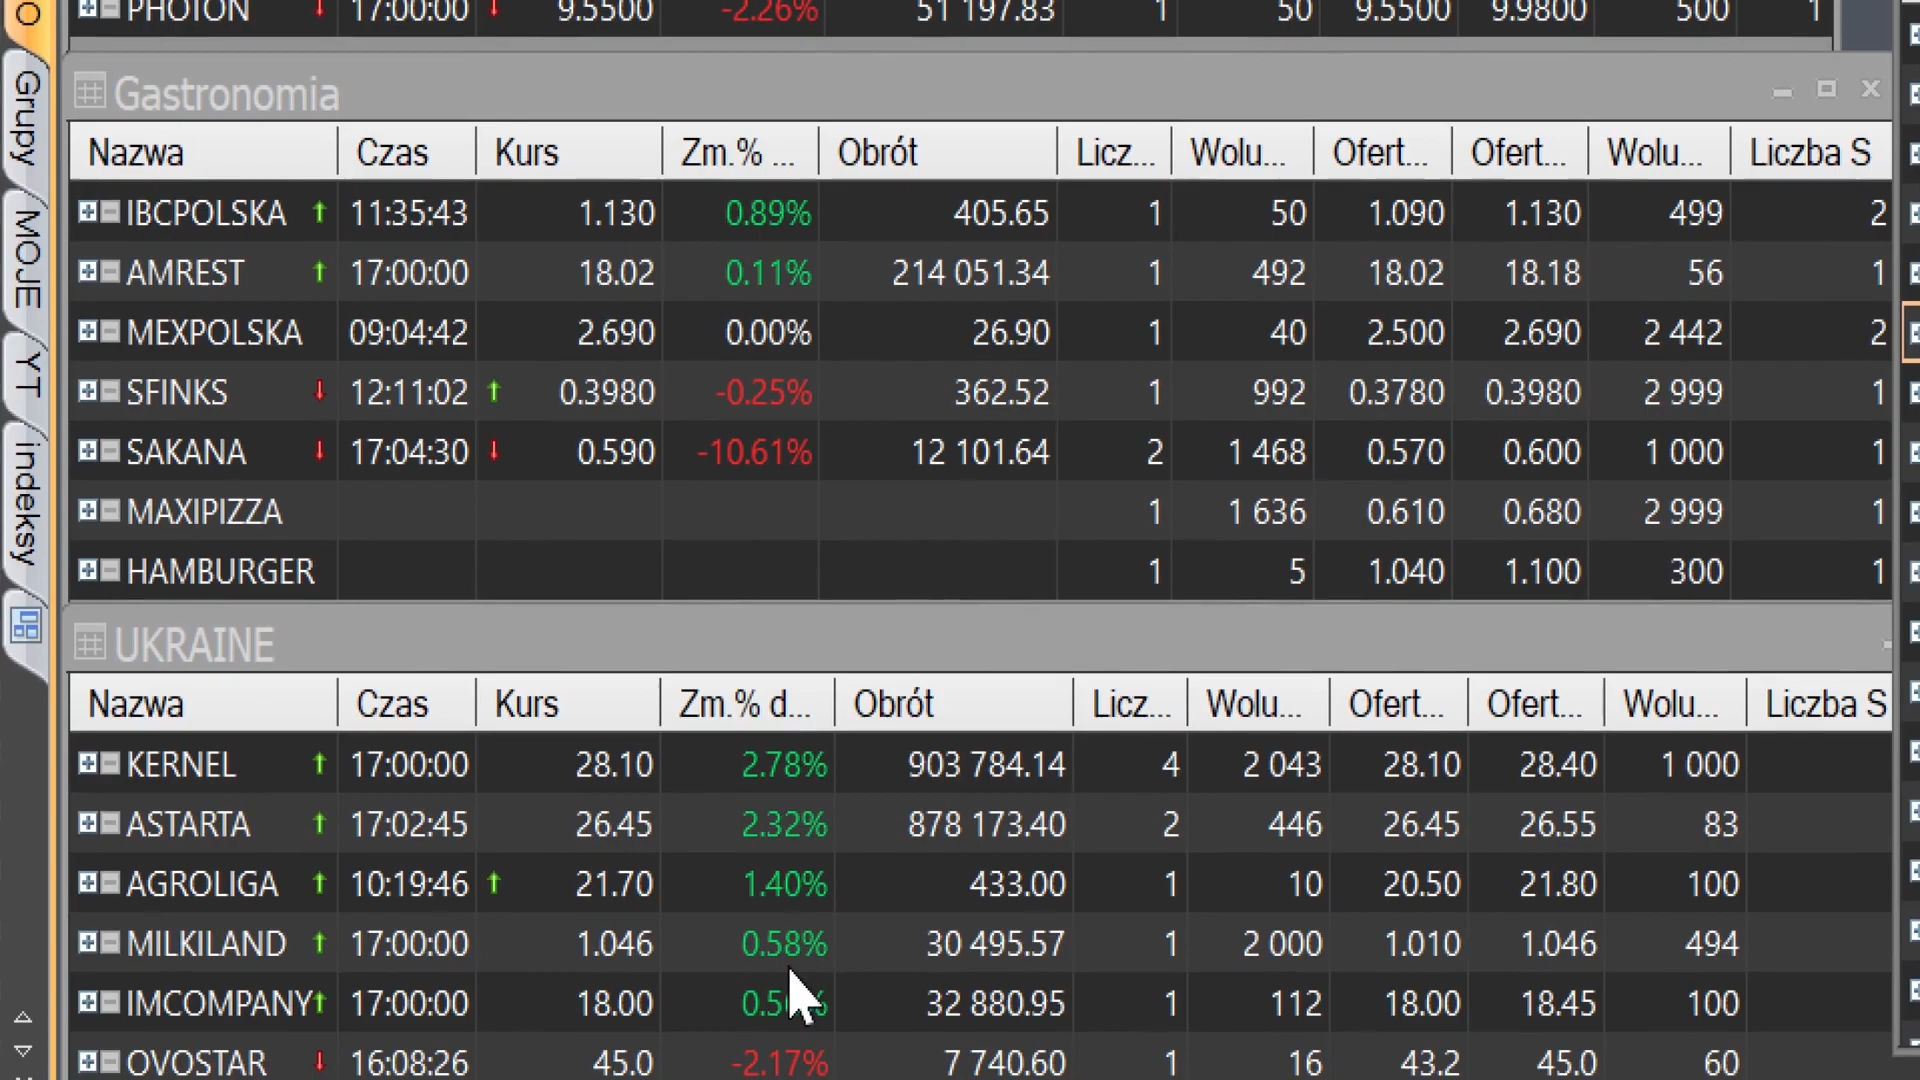 PHOTON 17:00:00 9.5500 -2.26% 51 197.83 1 50 9.5500 9.9800 500 1
Gastronomia
Nazwa Czas Kurs Zm.% ... Obrót Licz... Wolu... Ofert... Ofert... Wolu... Liczba S
IBCPOLSKA 11:35:43 1.130 0.89% 405.65 1 50 1.090 1.130 499 2
AMREST 17:00:00 18.02 0.11% 214 051.34 1 492 18.02 18.18 56 1
MEXPOLSKA 09:04:42 2.690 0.00% 26.90 1 40 2.500 2.690 2 442 2
SFINKS 12:11:02 0.3980 -0.25% 362.52 1 992 0.3780 0.3980 2 999 1
SAKANA 17:04:30 0.590 -10.61% 12 101.64 2 1 468 0.570 0.600 1 000 1
MAXIPIZZA 1 1 636 0.610 0.680 2 999 1
HAMBURGER 1 5 1.040 1.100 300 1
UKRAINE
Nazwa Czas Kurs Zm.% d... Obrót Licz... Wolu... Ofert... Ofert... Wolu... Liczba S
KERNEL 17:00:00 28.10 2.78% 903 784.14 4 2 043 28.10 28.40 1 000
ASTARTA 17:02:45 26.45 2.32% 878 173.40 2 446 26.45 26.55 83
AGROLIGA 10:19:46 21.70 1.40% 433.00 1 10 20.50 21.80 100
MILKILAND 17:00:00 1.046 0.58% 30 495.57 1 2 000 1.010 1.046 494
IMCOMPANY 17:00:00 18.00 32 880.95 1 112 18.00 18.45 100
OVOSTAR 16:08:26 45.0 -2.17% 7 740.60 1 16 43.2 45.0 60
Grupy
MOJE
YT
indeksy